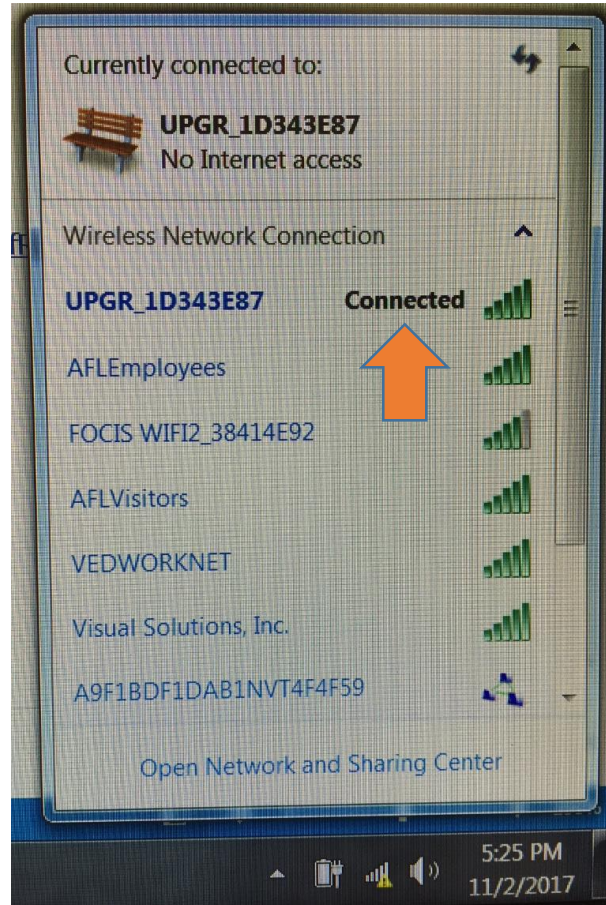 Currently connected to:
UPGR_1D343E87
No Internet access
Wireless Network Connection
UPGR_1D343E87 Connected
AFLEmployees
FOCIS WIFI2_38414E92
AFLVisitors
VEDWORKNET
Visual Solutions, Inc.
A9F1BDF1DAB1NVT4F4F59
Open Network and Sharing Center
5:25 PM
11/2/2017